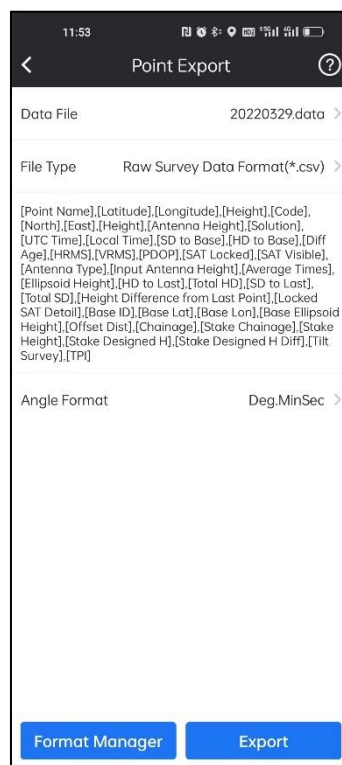 11:53
Point Export
Data File 20220329.data
File Type Raw Survey Data Format(*.csv)
[Point Name],[Latitude],[Longitude],[Height],[Code],
[North],[East],[Height],[Antenna Height],[Solution],
[UTC Time],[Local Time],[SD to Base],[HD to Base],[Diff
Age],[HRMS],[VRMS],[PDOP],[SAT Locked],[SAT Visible],
[Antenna Type],[Input Antenna Height],[Average Times],
[Ellipsoid Height],[HD to Last],[Total HD],[SD to Last],
[Total SD],[Height Difference from Last Point],[Locked
SAT Detail],[Base ID],[Base Lat],[Base Lon],[Base Ellipsoid
Height],[Offset Dist],[Chainage],[Stake Chainage],[Stake
Height],[Stake Designed H],[Stake Designed H Diff],[Tilt
Survey],[TPI]
Angle Format Deg.MinSec
Format Manager Export